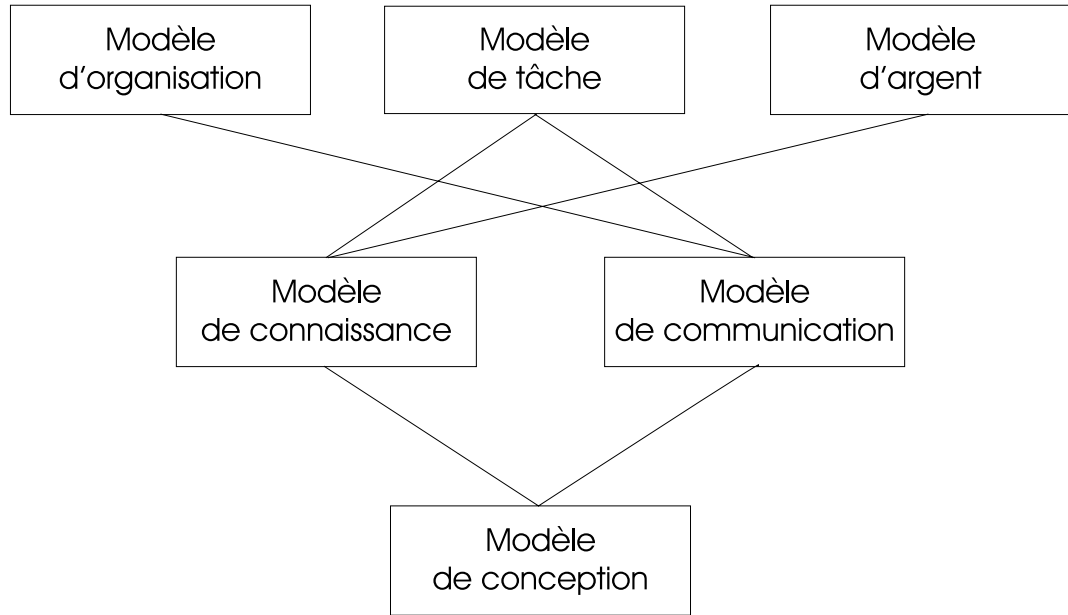 Modèle
d'organisation
Modèle
de tâche
Modèle
d'argent
Modèle
de connaissance
Modèle
de communication
Modèle
de conception